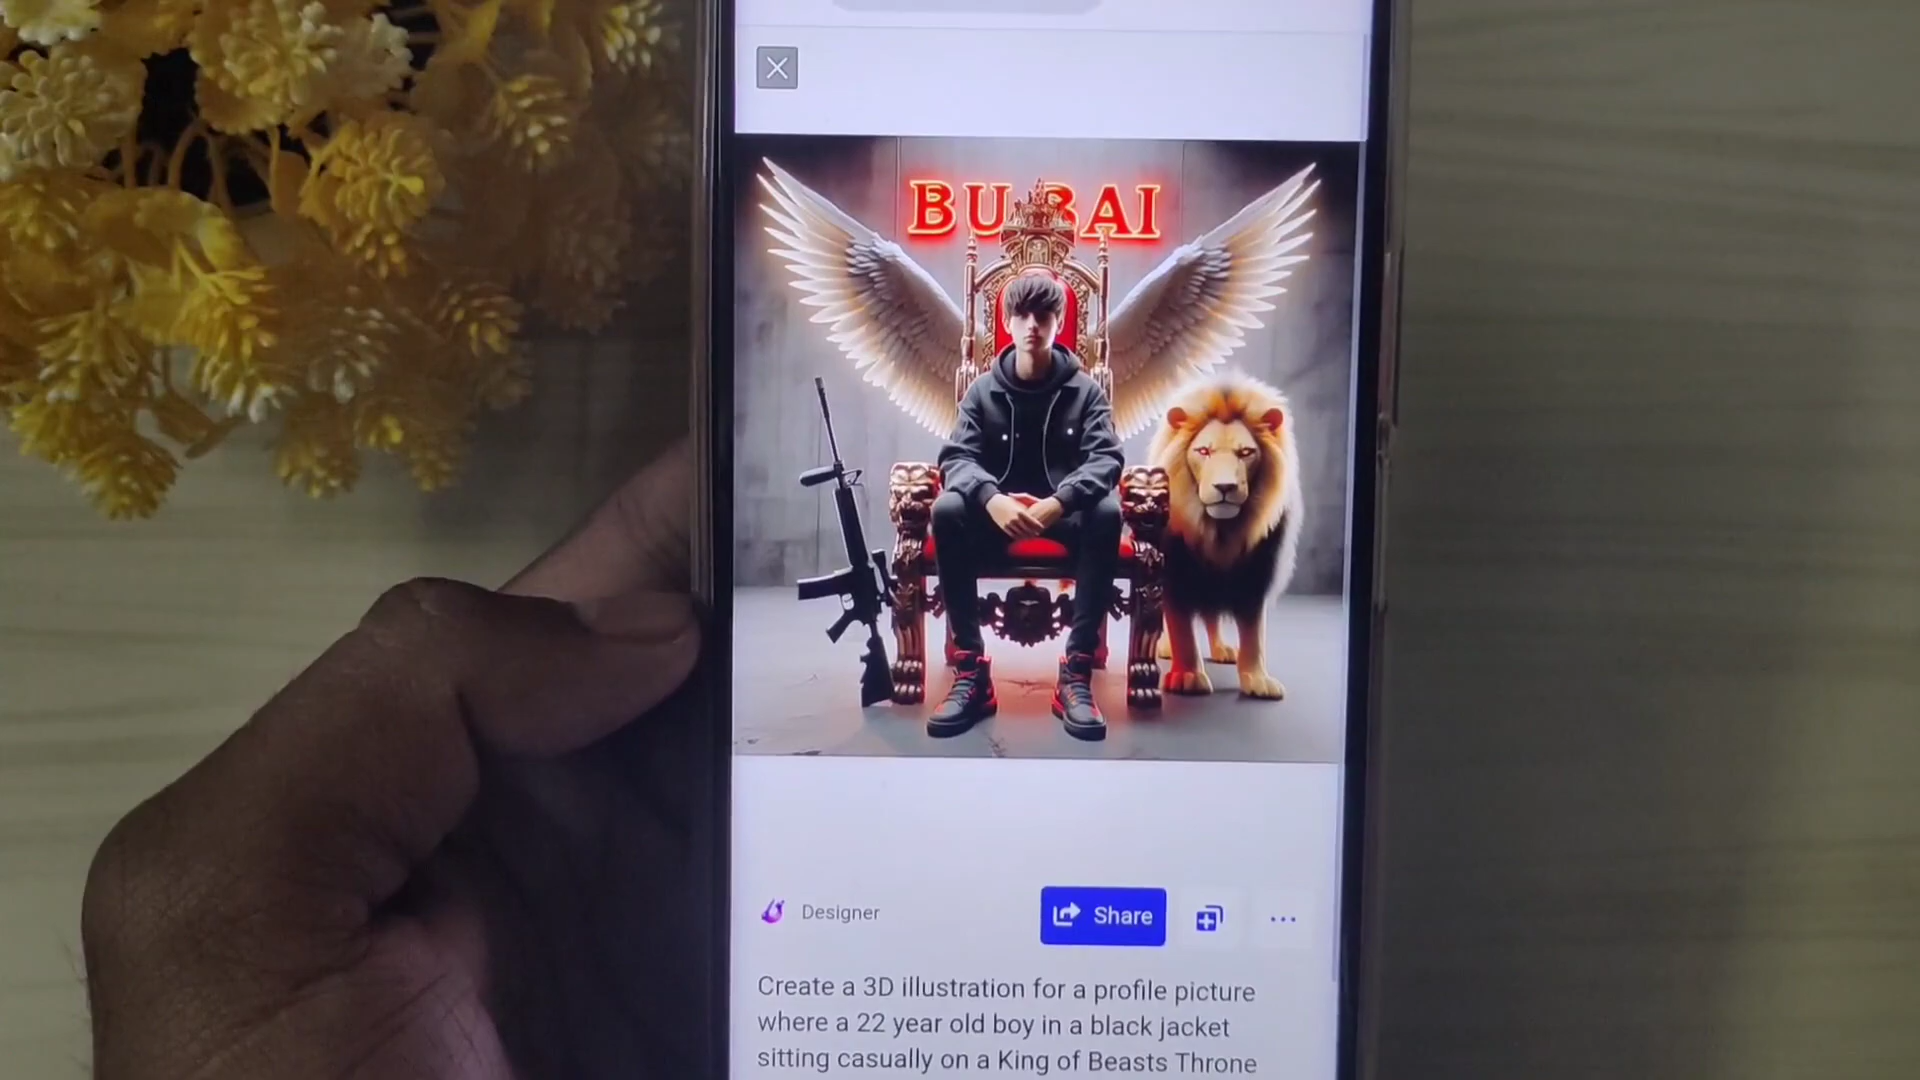 BUBAI
Designer
Share
Create a 3D illustration for a profile picture
where a 22 year old boy in a black jacket
sitting casually on a King of Beasts Throne